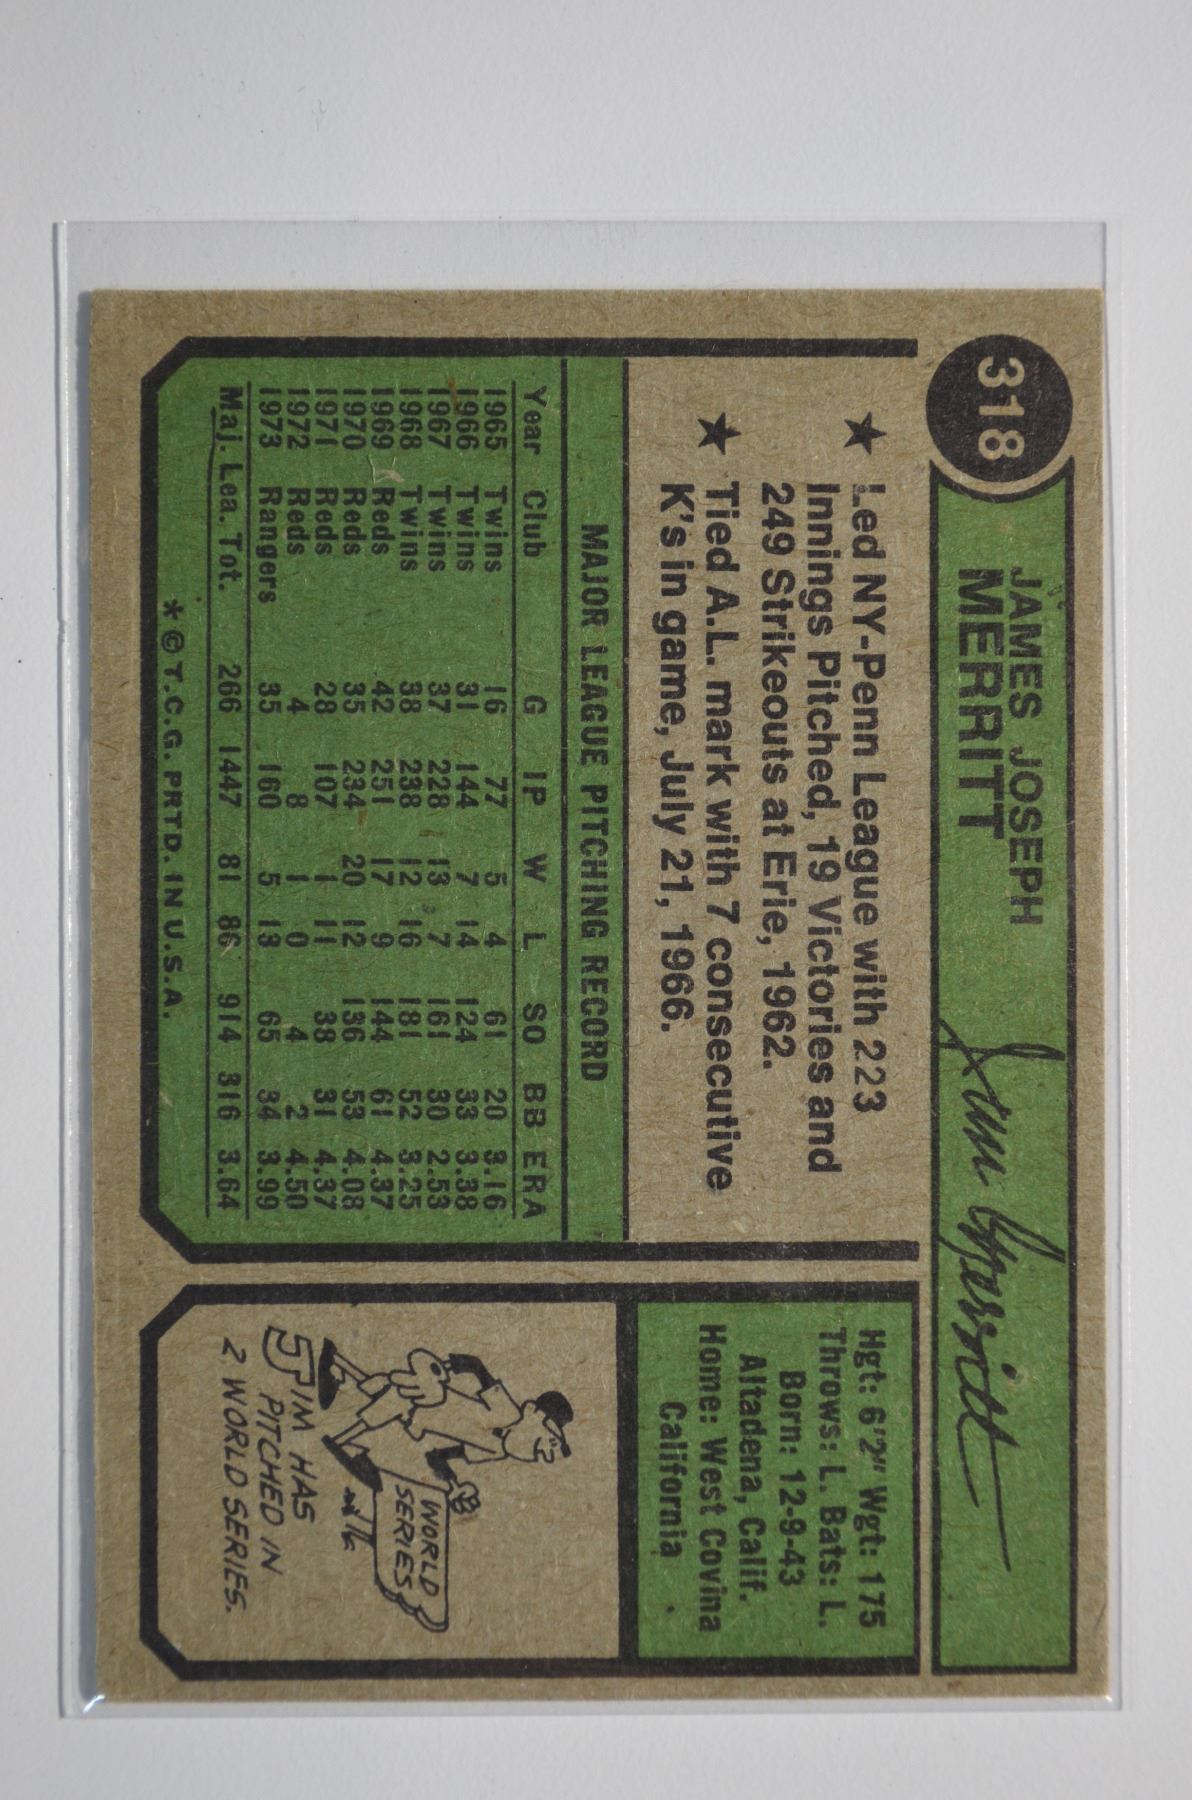 318
JAMES JOSEPH
MERRITT
Jim Merritt
★ Led NY-Penn League with 223
Innings Pitched, 19 Victories and
249 Strikeouts at Erie, 1962.
★ Tied A.L. mark with 7 consecutive
K's in game, July 21, 1966.
Hgt: 6'2" Wgt: 175
Throws: L. Bats: L.
Born: 12-9-43
Altadena, Calif.
Home: West Covina
California
MAJOR LEAGUE PITCHING RECORD
Year Club G IP W L SO BB ERA
1965 Twins 16 77 5 4 61 20 3.16
1966 Twins 31 144 7 14 124 33 3.38
1967 Twins 37 228 13 7 161 30 2.53
1968 Twins 38 238 12 16 181 52 3.25
1969 Reds 42 251 17 9 144 61 4.37
1970 Reds 35 234 20 12 136 53 4.08
1971 Reds 28 107 1 11 38 31 4.37
1972 Reds 4 8 1 0 4 2 4.50
1973 Rangers 35 160 5 13 65 34 3.99
Maj. Lea. Tot. 266 1447 81 86 914 316 3.64
*©T.C.G. PRTD. IN U.S.A.
WORLD
SERIES
JIM HAS
PITCHED IN
2 WORLD SERIES.